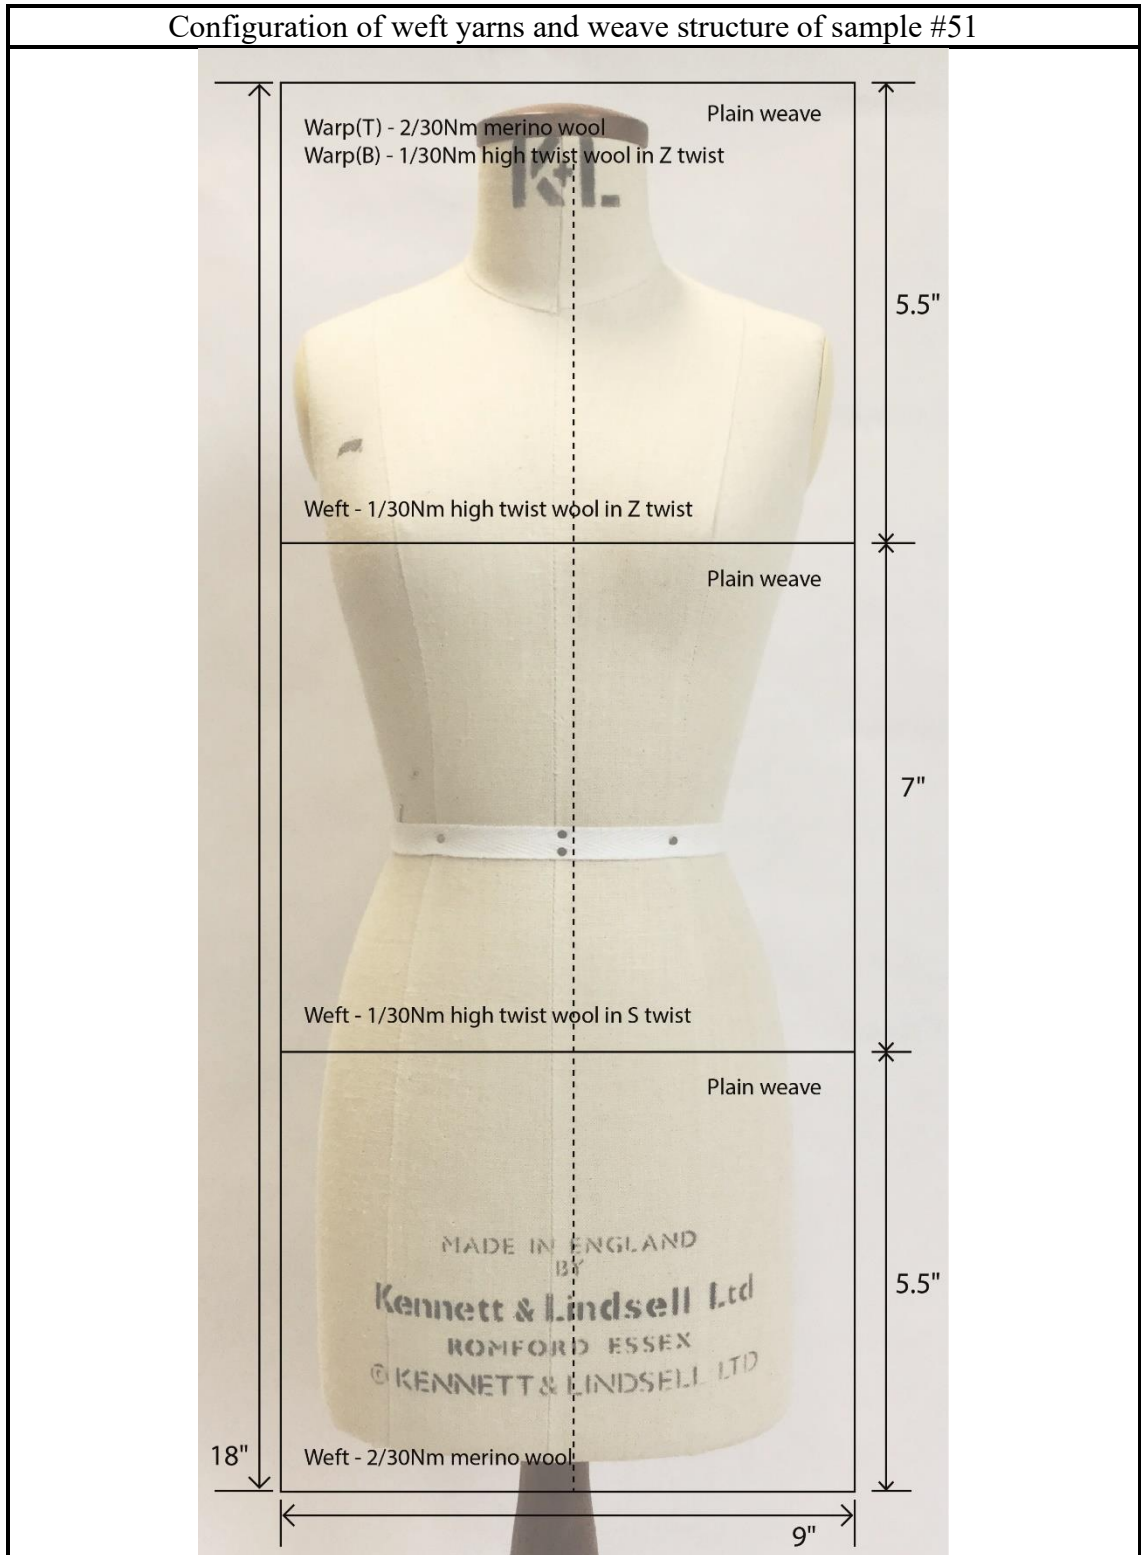 Configuration of weft yarns and weave structure of sample #51
Plain weave
Warp(T) - 2/30Nm merino wool
Warp(B) - 1/30Nm high twist wool in Z twist
K+L
5.5"
Weft - 1/30Nm high twist wool in Z twist
Plain weave
7"
Weft - 1/30Nm high twist wool in S twist
Plain weave
MADE IN ENGLAND
BY
Kennett & Lindsell Ltd
ROMFORD ESSEX
© KENNETT & LINDSELL LTD
5.5"
18"
Weft - 2/30Nm merino wool
9"